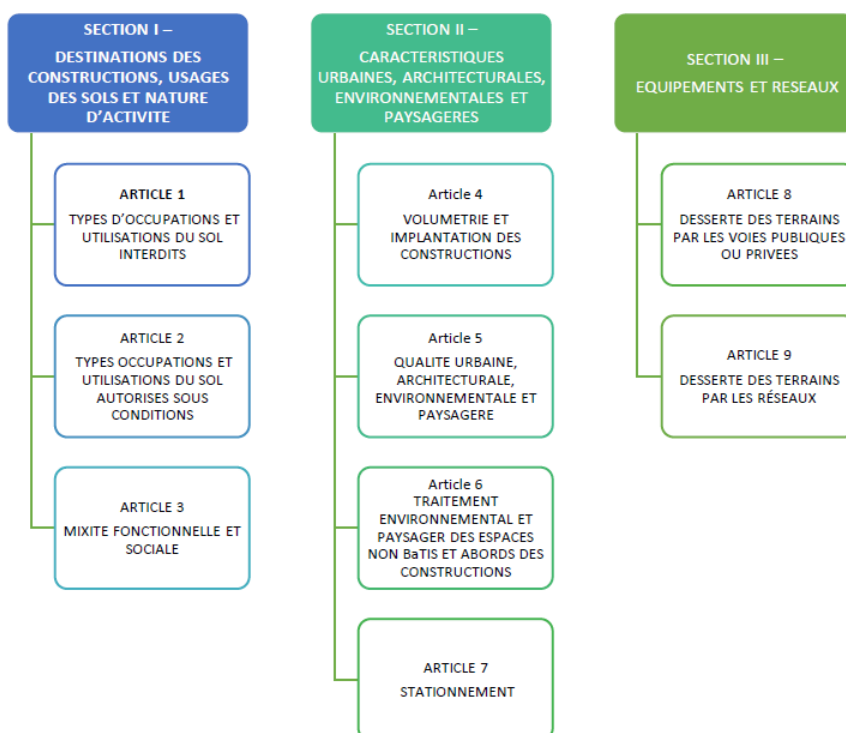 SECTION I –
DESTINATIONS DES
CONSTRUCTIONS, USAGES
DES SOLS ET NATURE
D'ACTIVITE
ARTICLE 1
TYPES D'OCCUPATIONS ET
UTILISATIONS DU SOL
INTERDITS
ARTICLE 2
TYPES OCCUPATIONS ET
UTILISATIONS DU SOL
AUTORISES SOUS
CONDITIONS
ARTICLE 3
MIXITE FONCTIONNELLE ET
SOCIALE
SECTION II –
CARACTERISTIQUES
URBAINES, ARCHITECTURALES,
ENVIRONNEMENTALES ET
PAYSAGERES
Article 4
VOLUMETRIE ET
IMPLANTATION DES
CONSTRUCTIONS
Article 5
QUALITE URBAINE,
ARCHITECTURALE,
ENVIRONNEMENTALE ET
PAYSAGERE
Article 6
TRAITEMENT
ENVIRONNEMENTAL ET
PAYSAGER DES ESPACES
NON BaTIS ET ABORDS DES
CONSTRUCTIONS
ARTICLE 7
STATIONNEMENT
SECTION III –
EQUIPEMENTS ET RESEAUX
ARTICLE 8
DESSERTE DES TERRAINS
PAR LES VOIES PUBLIQUES
OU PRIVEES
ARTICLE 9
DESSERTE DES TERRAINS
PAR LES RÉSEAUX